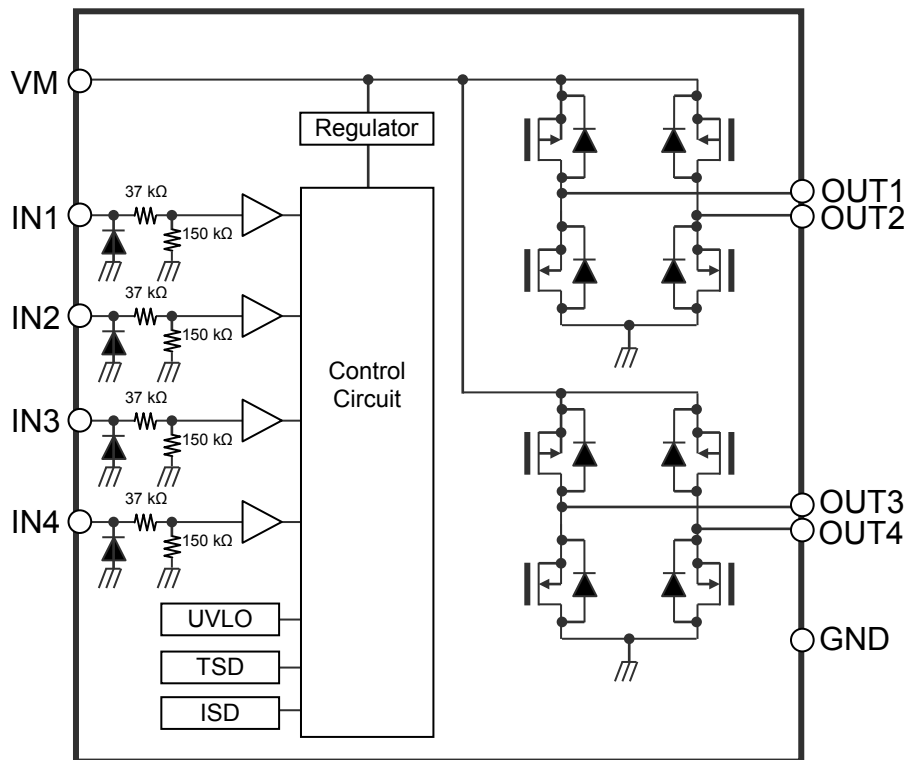 VM
Regulator
IN1
37 kΩ
150 kΩ
IN2
37 kΩ
150 kΩ
IN3
37 kΩ
150 kΩ
IN4
37 kΩ
150 kΩ
Control
Circuit
UVLO
TSD
ISD
OUT1
OUT2
OUT3
OUT4
GND